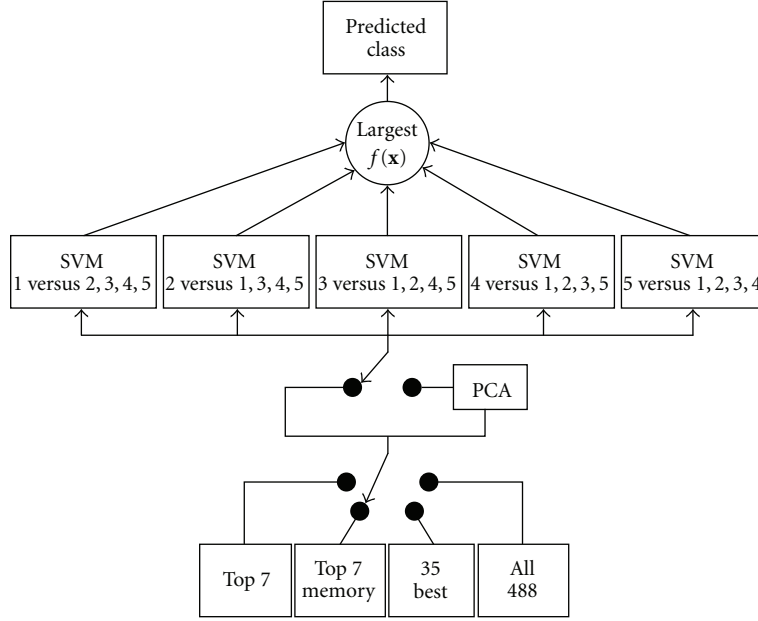 Predicted
class
Largest
f(x)
SVM
1 versus 2, 3, 4, 5
SVM
2 versus 1, 3, 4, 5
SVM
3 versus 1, 2, 4, 5
SVM
4 versus 1, 2, 3, 5
SVM
5 versus 1, 2, 3, 4
PCA
Top 7
Top 7
memory
35
best
All
488